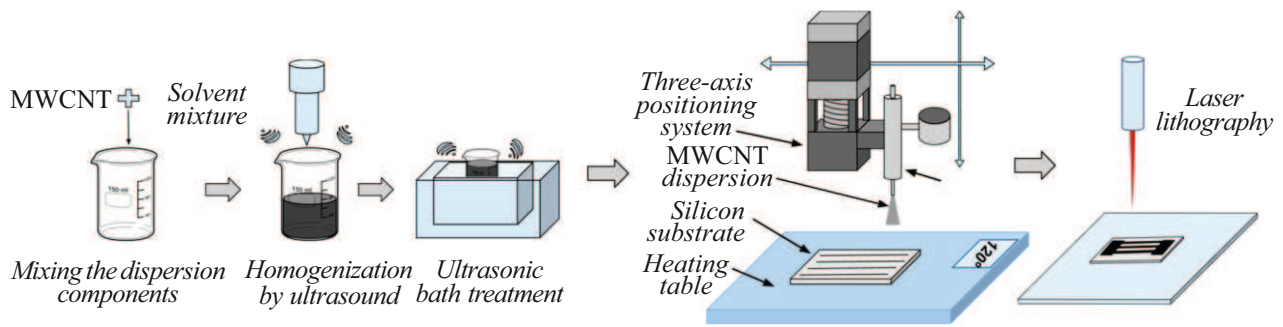 MWCNT
Solvent
mixture
150 ml
150 ml
Mixing the dispersion
components
Homogenization
by ultrasound
Ultrasonic
bath treatment
Three-axis
positioning
system
MWCNT
dispersion
Silicon
substrate
Heating
table
120°
Laser
lithography